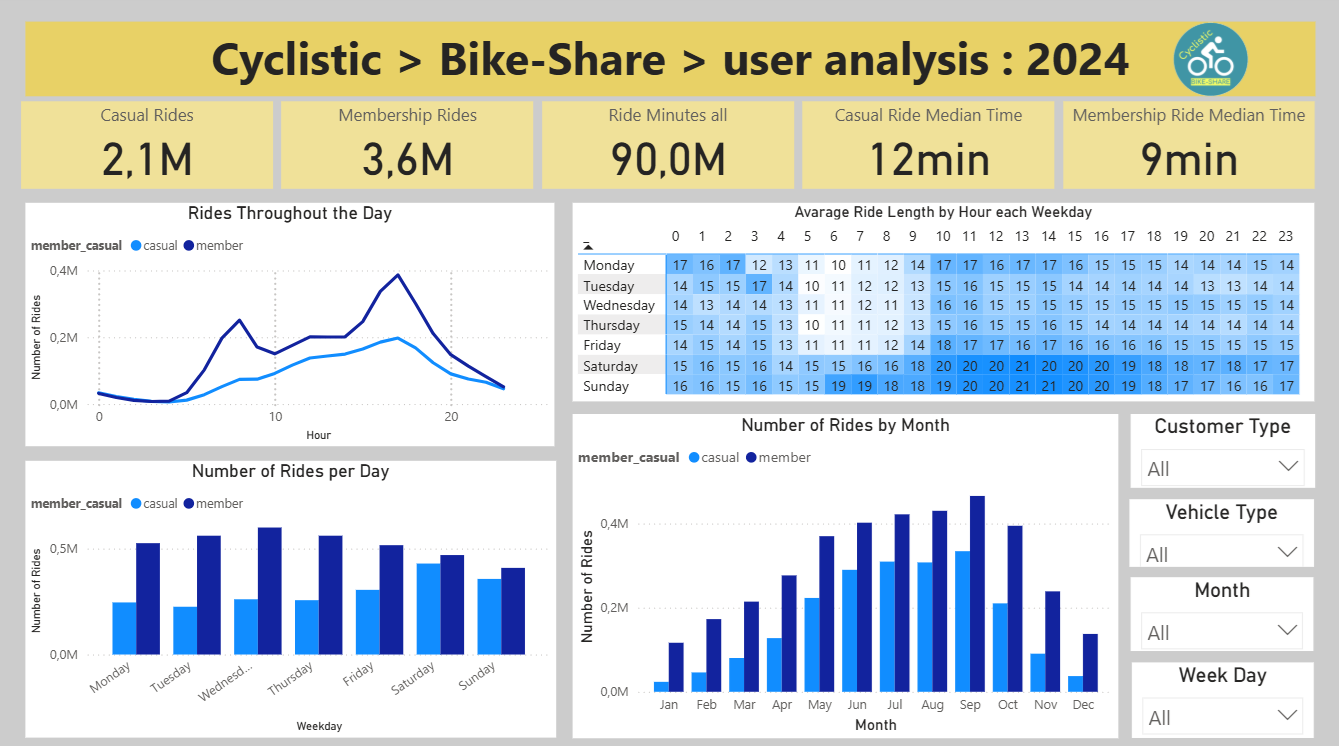 Cyclistic > Bike-Share > user analysis : 2024
Cyclistic
BIKE-SHARE
Casual Rides
2,1M
Membership Rides
3,6M
Ride Minutes all
90,0M
Casual Ride Median Time
12min
Membership Ride Median Time
9min
Rides Throughout the Day
member_casual casual member
Number of Rides
0,4M
0,2M
0,0M
0 10 20
Hour
Avarage Ride Length by Hour each Weekday
0 1 2 3 4 5 6 7 8 9 10 11 12 13 14 15 16 17 18 19 20 21 22 23
Monday 17 16 17 12 13 11 10 11 12 14 17 17 16 17 17 16 15 15 15 14 14 14 15 14
Tuesday 14 15 15 17 14 10 11 12 12 13 15 16 15 15 15 14 14 14 14 14 13 13 14 14
Wednesday 14 13 14 14 13 11 11 12 12 13 15 16 15 15 16 15 15 15 15 15 14 14 15 14
Thursday 15 14 14 15 13 10 11 11 12 13 15 16 15 15 16 15 14 14 14 14 14 14 14 14
Friday 14 15 14 15 13 11 11 11 12 14 18 17 17 16 17 16 16 15 15 15 15 15 15 15
Saturday 15 16 15 16 14 15 15 16 16 18 20 20 20 21 20 20 20 19 18 18 17 18 17 17
Sunday 16 16 15 16 15 15 19 19 18 18 19 20 20 21 21 20 20 19 18 17 17 16 16 17
Number of Rides per Day
member_casual casual member
Number of Rides
0,5M
0,0M
Monday Tuesday Wednesd... Thursday Friday Saturday Sunday
Weekday
Number of Rides by Month
member_casual casual member
Number of Rides
0,4M
0,2M
0,0M
Jan Feb Mar Apr May Jun Jul Aug Sep Oct Nov Dec
Month
Customer Type
All
Vehicle Type
All
Month
All
Week Day
All